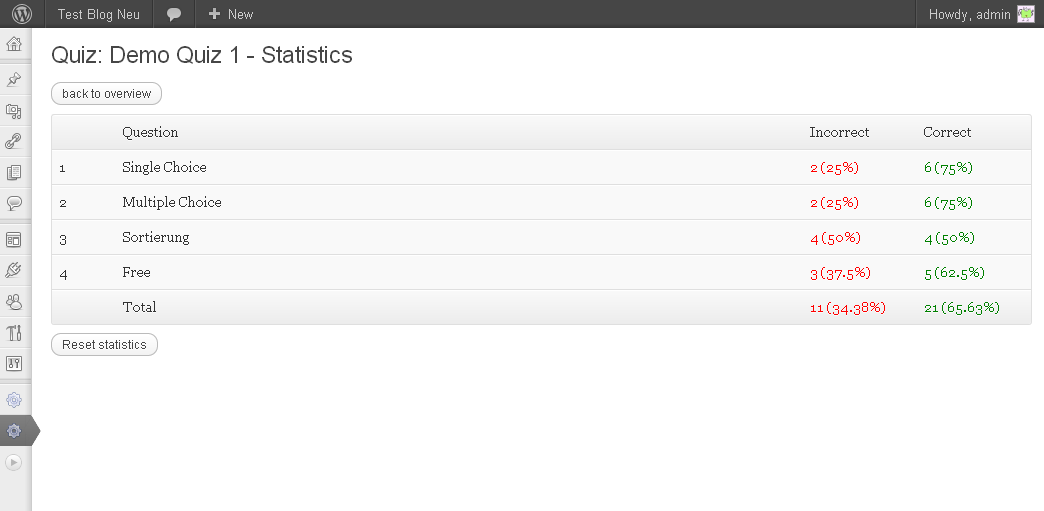 Test Blog Neu + New Howdy, admin
Quiz: Demo Quiz 1 - Statistics
back to overview
Question Incorrect Correct
1 Single Choice 2 (25%) 6 (75%)
2 Multiple Choice 2 (25%) 6 (75%)
3 Sortierung 4 (50%) 4 (50%)
4 Free 3 (37.5%) 5 (62.5%)
Total 11 (34.38%) 21 (65.63%)
Reset statistics